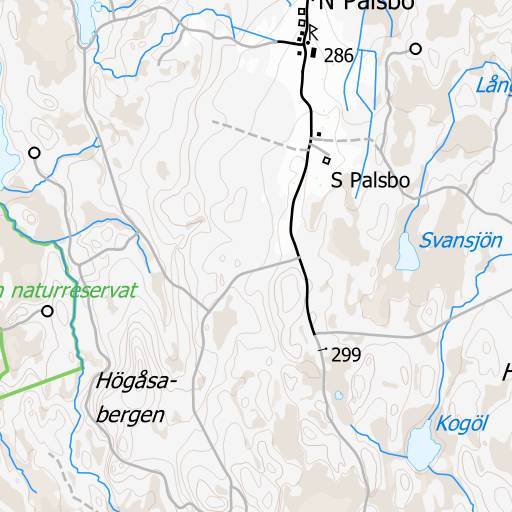 N Palsbo
286
Lång
S Palsbo
Svansjön
n naturreservat
299
Högåsa-
bergen
H
Kogöl